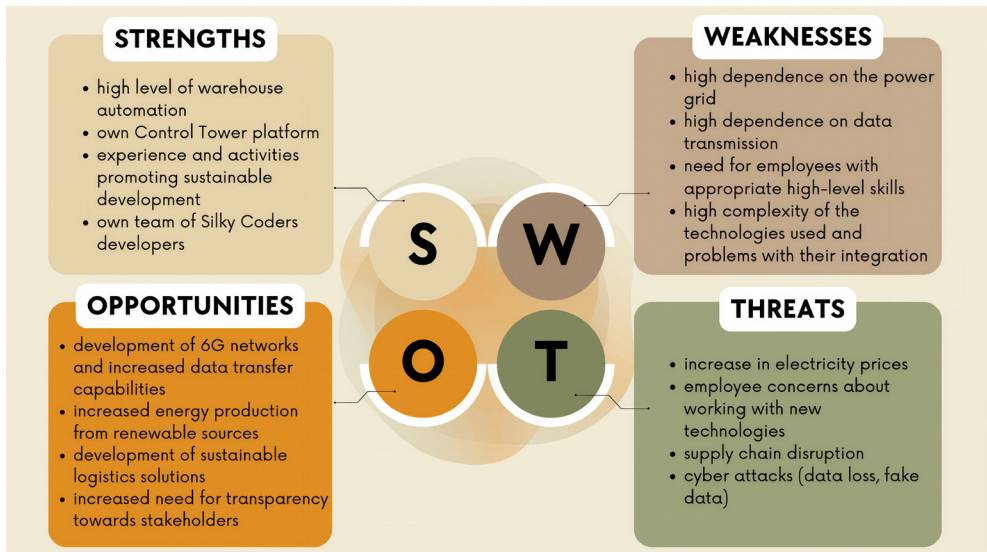 STRENGTHS
• high level of warehouse
automation
• own Control Tower platform
• experience and activities
promoting sustainable
development
• own team of Silky Coders
developers
WEAKNESSES
• high dependence on the power
grid
• high dependence on data
transmission
• need for employees with
appropriate high-level skills
• high complexity of the
technologies used and
problems with their integration
S
W
O
T
OPPORTUNITIES
• development of 6G networks
and increased data transfer
capabilities
• increased energy production
from renewable sources
• development of sustainable
logistics solutions
• increased need for transparency
towards stakeholders
THREATS
• increase in electricity prices
• employee concerns about
working with new
technologies
• supply chain disruption
• cyber attacks (data loss, fake
data)